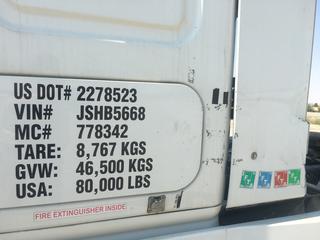 US DOT# 2278523
VIN# JSHB5668
MC# 778342
TARE: 8,767 KGS
GVW: 46,500 KGS
USA: 80,000 LBS
FIRE EXTINGUISHER INSIDE